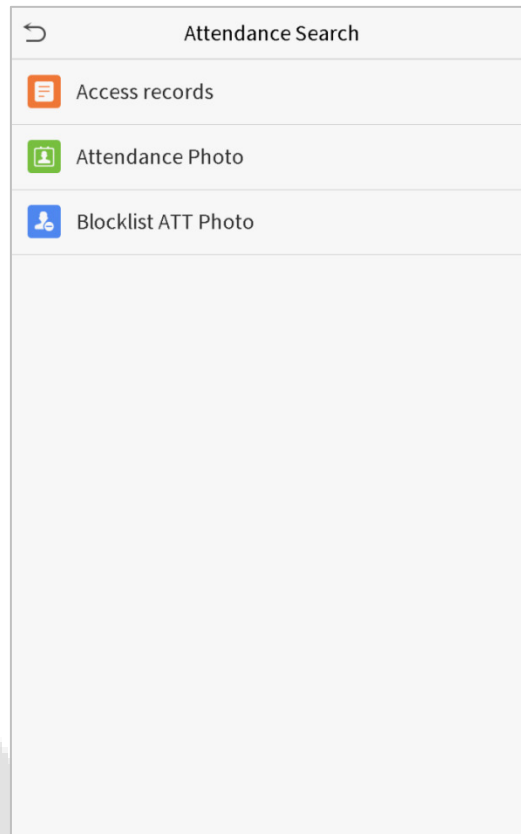 Attendance Search
Access records
Attendance Photo
Blocklist ATT Photo